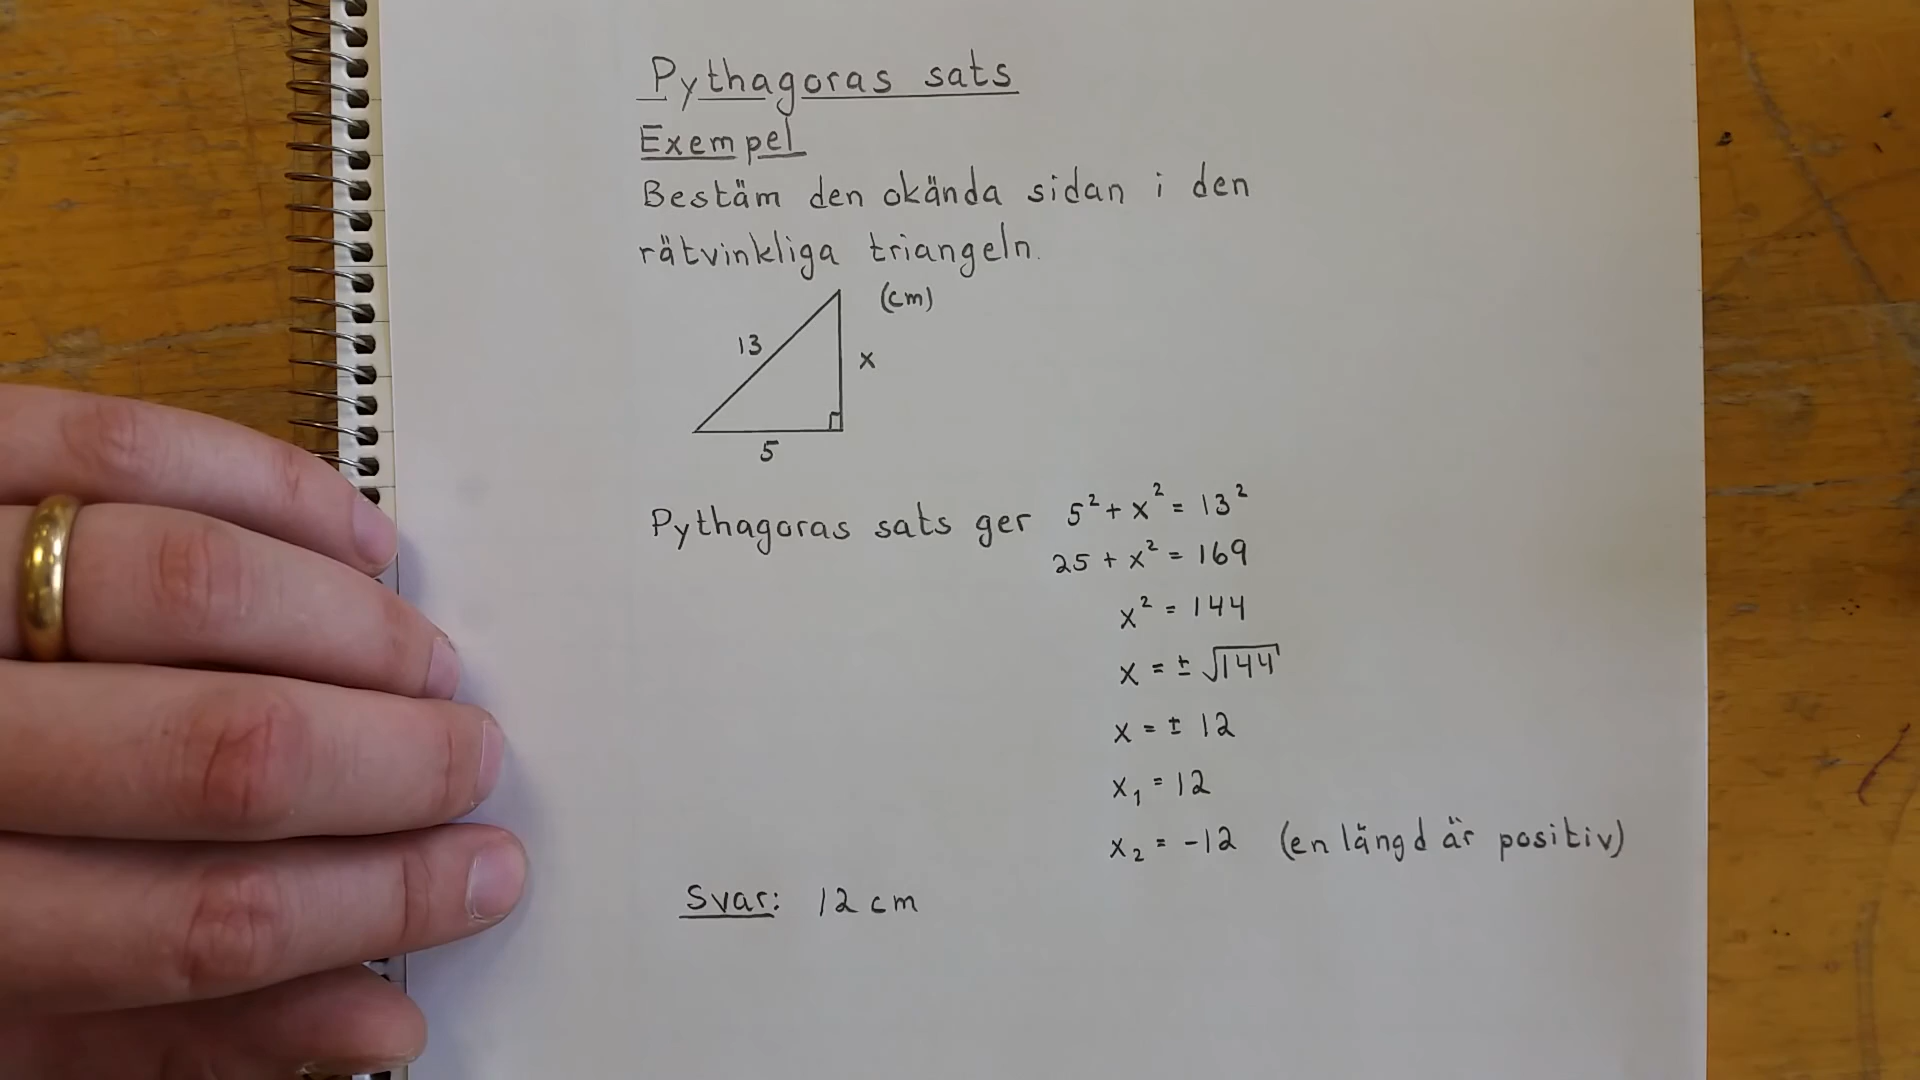 Pythagoras sats
Exempel
Bestäm den okända sidan i den
rätvinkliga triangeln.
(cm)
13
x
5
Pythagoras sats ger 5² + x² = 13²
25 + x² = 169
x² = 144
x = ± √144
x = ± 12
x₁ = 12
x₂ = -12 (en längd är positiv)
Svar: 12 cm